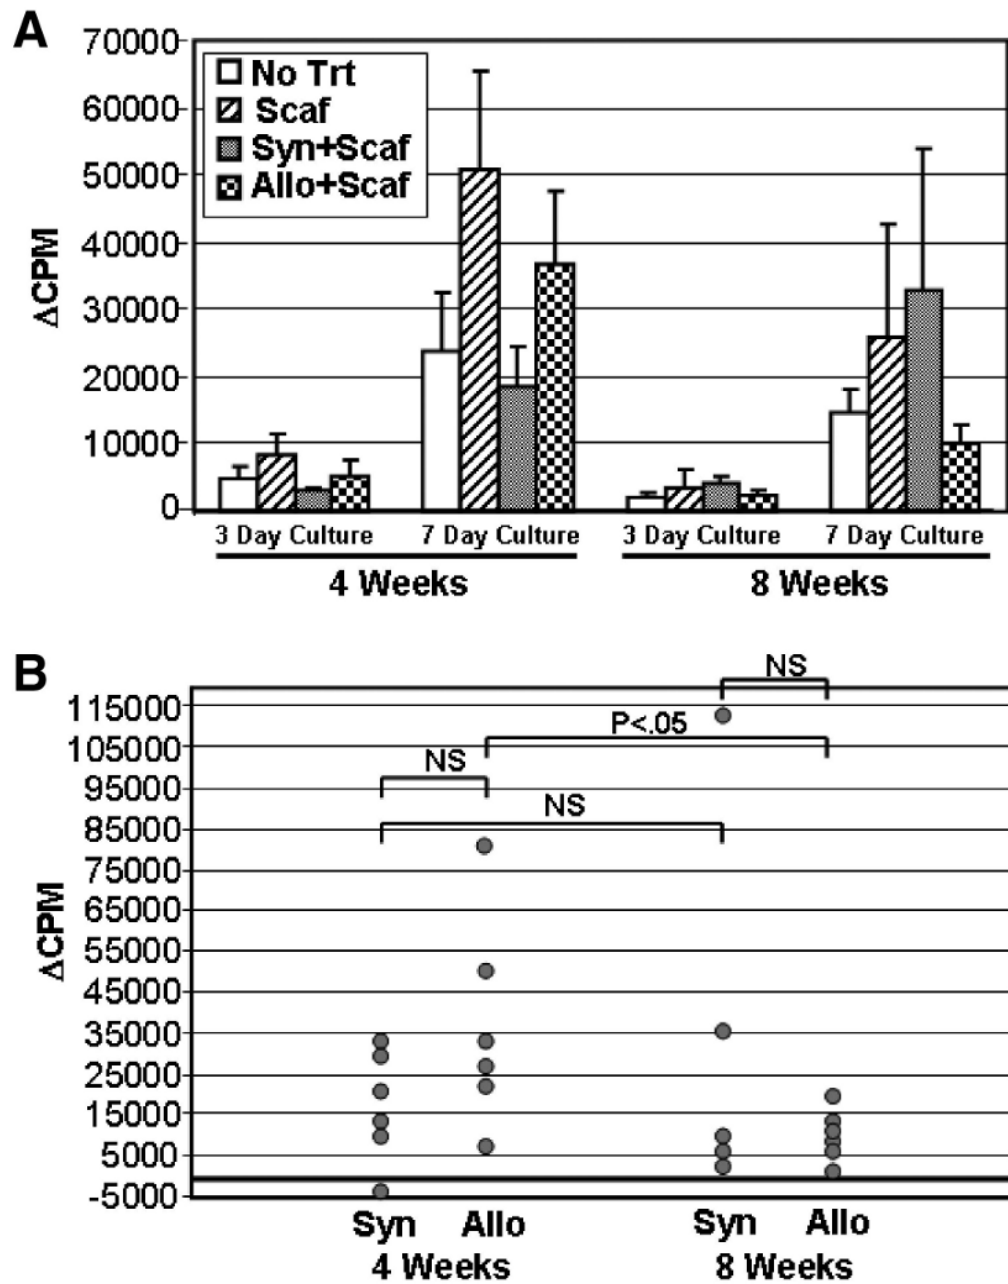 A
70000
60000
50000
40000
30000
20000
10000
0
ΔCPM
No Trt
Scaf
Syn+Scaf
Allo+Scaf
3 Day Culture 7 Day Culture 3 Day Culture 7 Day Culture
4 Weeks 8 Weeks
B
115000
105000
95000
85000
75000
65000
55000
45000
35000
25000
15000
5000
-5000
ΔCPM
NS
P<.05
NS
NS
Syn Allo Syn Allo
4 Weeks 8 Weeks